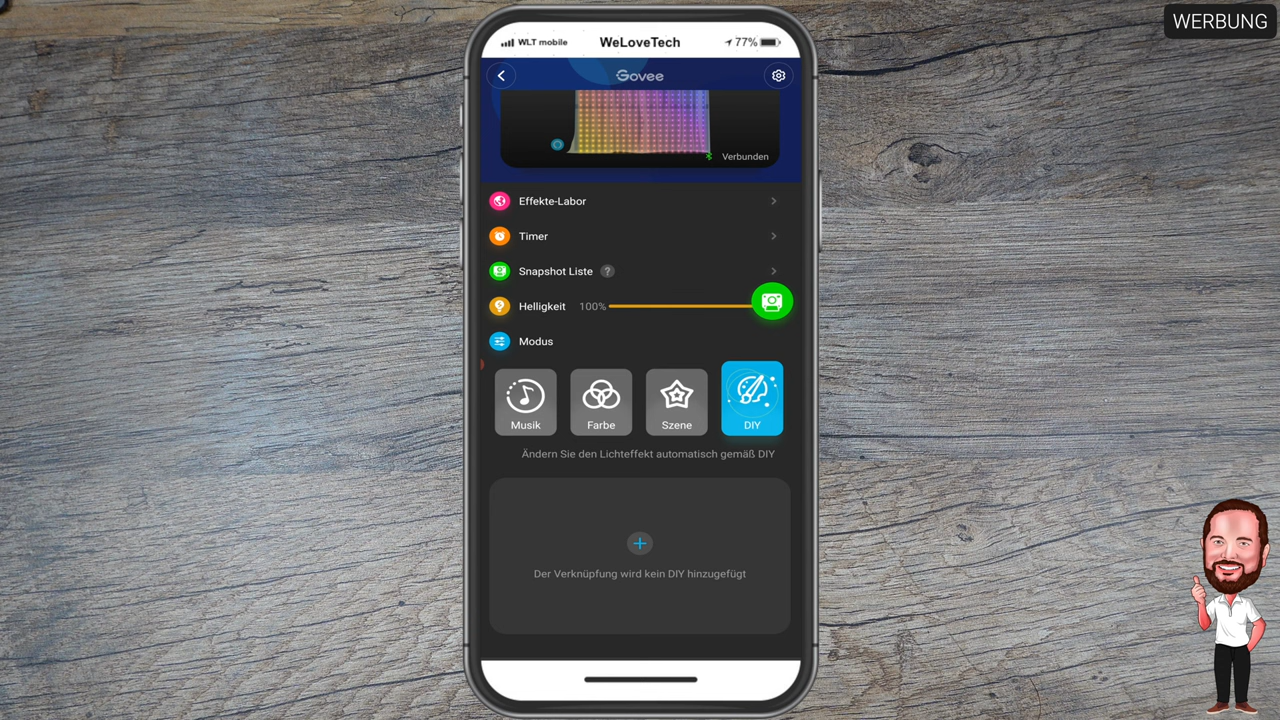 WERBUNG
WLT mobile WeLoveTech 77%
Govee
Verbunden
Effekte-Labor
Timer
Snapshot Liste ?
Helligkeit 100%
Modus
Musik Farbe Szene DIY
Ändern Sie den Lichteffekt automatisch gemäß DIY
Der Verknüpfung wird kein DIY hinzugefügt